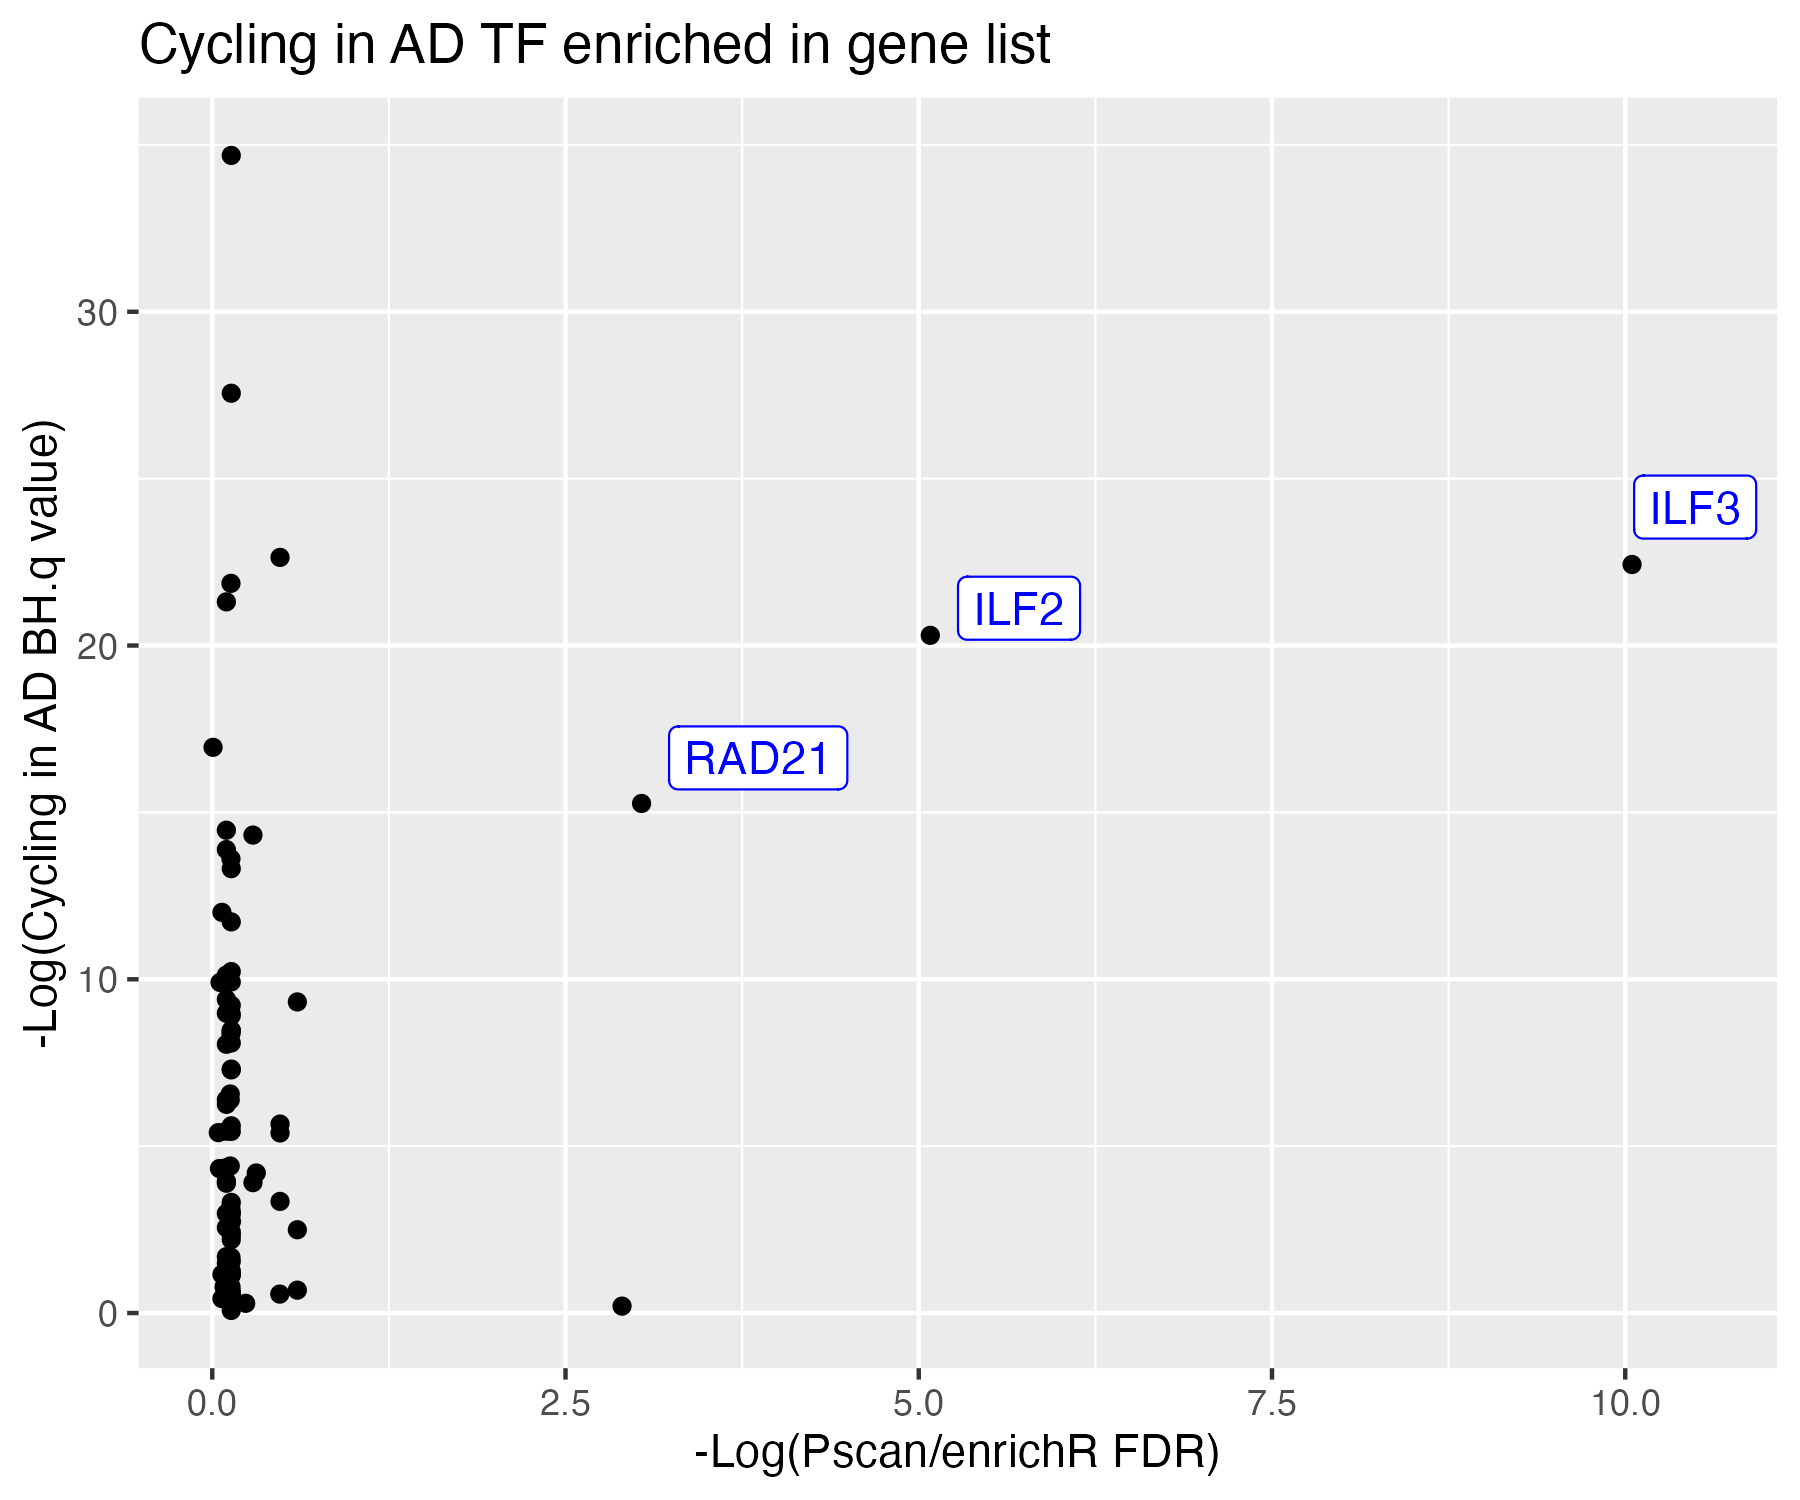 Cycling in AD TF enriched in gene list
-Log(Cycling in AD BH.q value)
30
20
10
0
ILF3
ILF2
RAD21
0.0 2.5 5.0 7.5 10.0
-Log(Pscan/enrichR FDR)